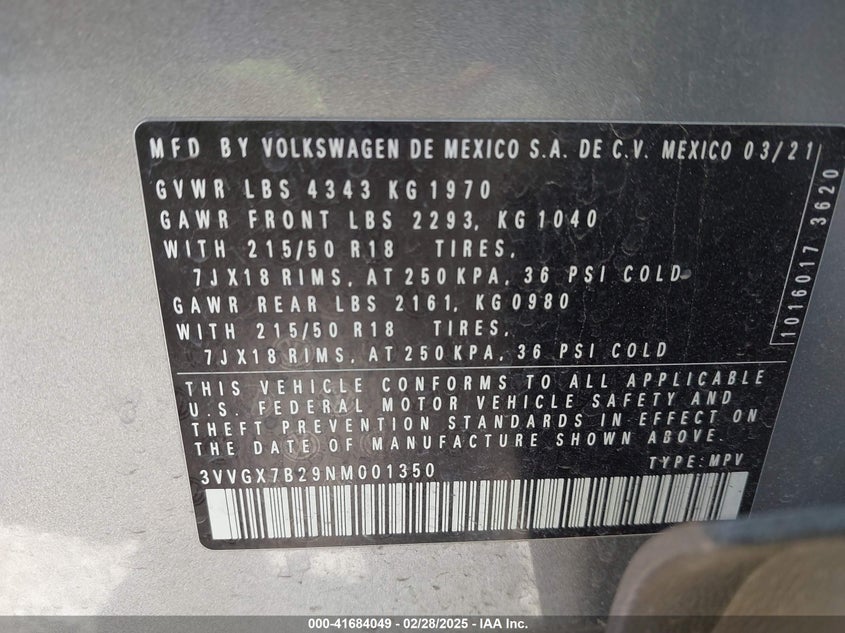 MFD BY VOLKSWAGEN DE MEXICO S.A. DE C.V. MEXICO 03/21
GVWR LBS 4343 KG 1970
GAWR FRONT LBS 2293, KG 1040
WITH 215/50 R18 TIRES,
7JX18 RIMS, AT 250 KPA, 36 PSI COLD
GAWR REAR LBS 2161, KG 0980
WITH 215/50 R18 TIRES,
7JX18 RIMS, AT 250 KPA, 36 PSI COLD
1016017 3620
THIS VEHICLE CONFORMS TO ALL APPLICABLE
U.S. FEDERAL MOTOR VEHICLE SAFETY AND
THEFT PREVENTION STANDARDS IN EFFECT ON
THE DATE OF MANUFACTURE SHOWN ABOVE.
3VVGX7B29NM001350 TYPE: MPV
000-41684049 — 02/28/2025 — IAA Inc.